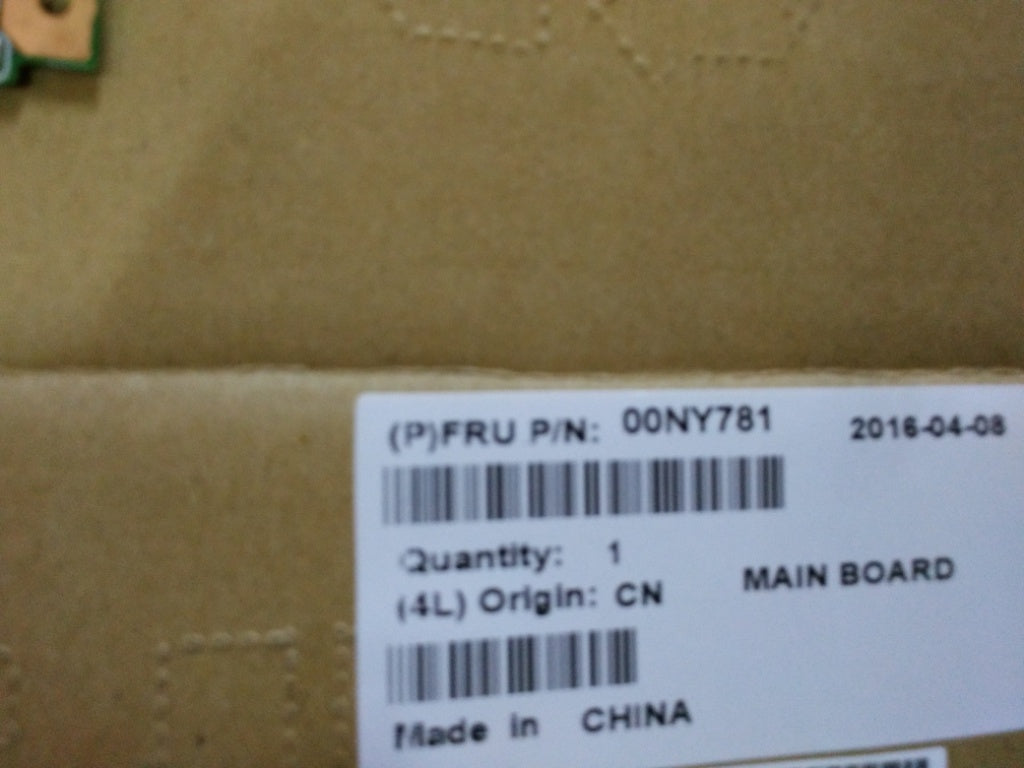 (P)FRU P/N: 00NY781 2016-04-08
Quantity: 1
MAIN BOARD
(4L) Origin: CN
Made in CHINA